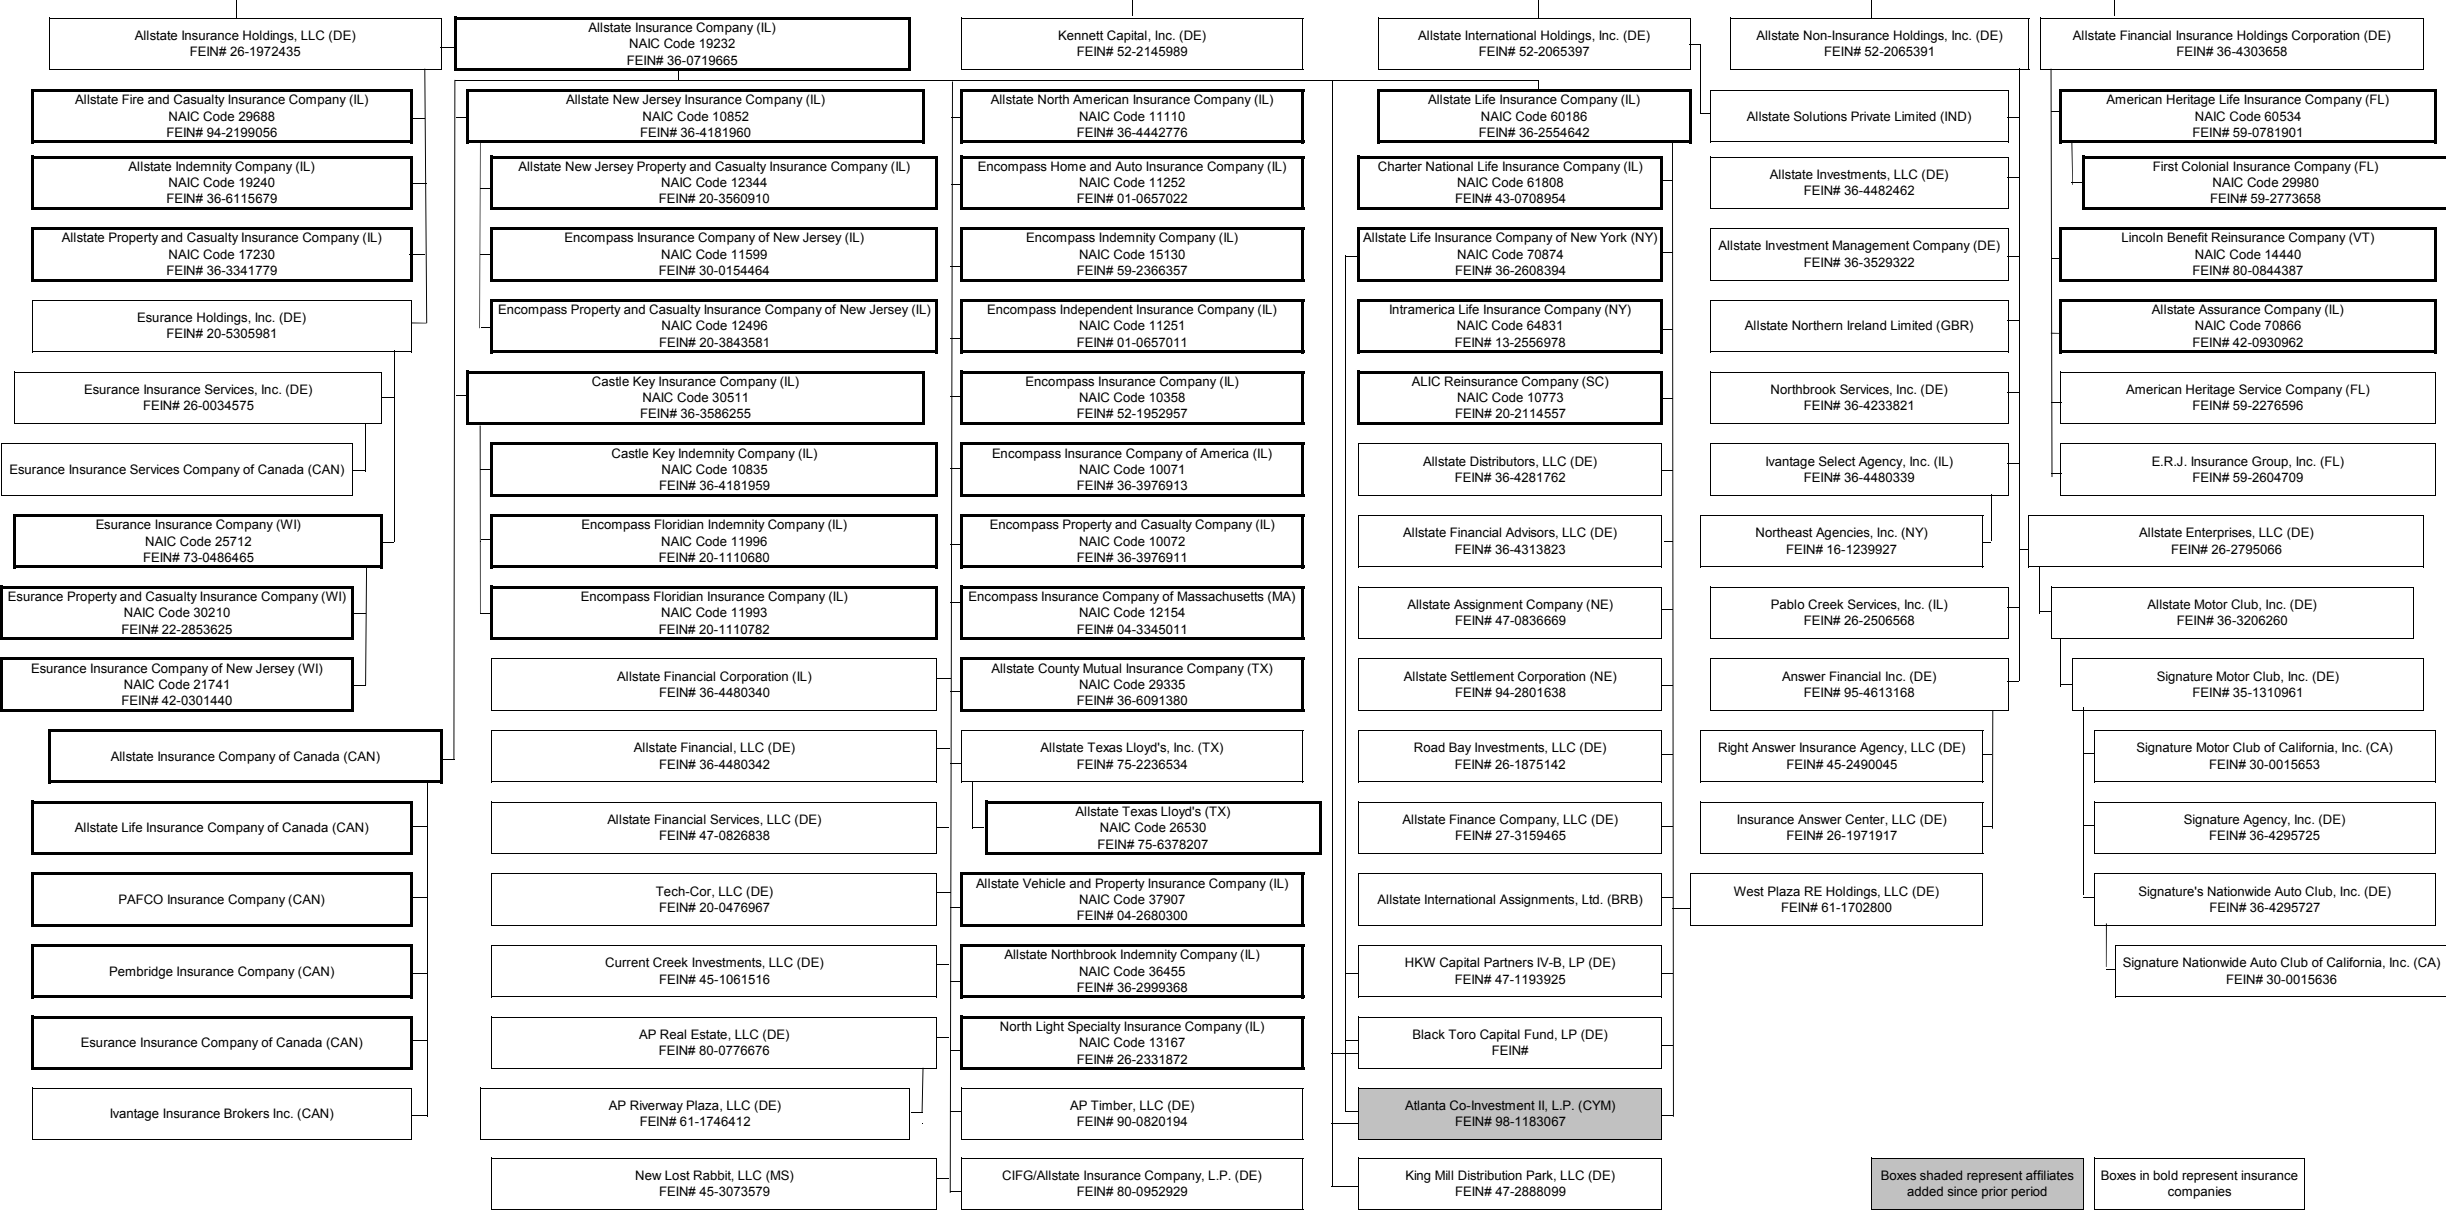 Allstate Insurance Holdings, LLC (DE)
FEIN# 26-1972435
Allstate Insurance Company (IL)
NAIC Code 19232
FEIN# 36-0719665
Kennett Capital, Inc. (DE)
FEIN# 52-2145989
Allstate International Holdings, Inc. (DE)
FEIN# 52-2065397
Allstate Non-Insurance Holdings, Inc. (DE)
FEIN# 52-2065391
Allstate Financial Insurance Holdings Corporation (DE)
FEIN# 36-4303658
Allstate Fire and Casualty Insurance Company (IL)
NAIC Code 29688
FEIN# 94-2199056
Allstate Indemnity Company (IL)
NAIC Code 19240
FEIN# 36-6115679
Allstate Property and Casualty Insurance Company (IL)
NAIC Code 17230
FEIN# 36-3341779
Esurance Holdings, Inc. (DE)
FEIN# 20-5305981
Esurance Insurance Services, Inc. (DE)
FEIN# 26-0034575
Esurance Insurance Services Company of Canada (CAN)
Esurance Insurance Company (WI)
NAIC Code 25712
FEIN# 73-0486465
Esurance Property and Casualty Insurance Company (WI)
NAIC Code 30210
FEIN# 22-2853625
Esurance Insurance Company of New Jersey (WI)
NAIC Code 21741
FEIN# 42-0301440
Allstate Insurance Company of Canada (CAN)
Allstate Life Insurance Company of Canada (CAN)
PAFCO Insurance Company (CAN)
Pembridge Insurance Company (CAN)
Esurance Insurance Company of Canada (CAN)
Ivantage Insurance Brokers Inc. (CAN)
Allstate New Jersey Insurance Company (IL)
NAIC Code 10852
FEIN# 36-4181960
Allstate New Jersey Property and Casualty Insurance Company (IL)
NAIC Code 12344
FEIN# 20-3560910
Encompass Insurance Company of New Jersey (IL)
NAIC Code 11599
FEIN# 30-0154464
Encompass Property and Casualty Insurance Company of New Jersey (IL)
NAIC Code 12496
FEIN# 20-3843581
Castle Key Insurance Company (IL)
NAIC Code 30511
FEIN# 36-3586255
Castle Key Indemnity Company (IL)
NAIC Code 10835
FEIN# 36-4181959
Encompass Floridian Indemnity Company (IL)
NAIC Code 11996
FEIN# 20-1110680
Encompass Floridian Insurance Company (IL)
NAIC Code 11993
FEIN# 20-1110782
Allstate Financial Corporation (IL)
FEIN# 36-4480340
Allstate Financial, LLC (DE)
FEIN# 36-4480342
Allstate Financial Services, LLC (DE)
FEIN# 47-0826838
Tech-Cor, LLC (DE)
FEIN# 20-0476967
Current Creek Investments, LLC (DE)
FEIN# 45-1061516
AP Real Estate, LLC (DE)
FEIN# 80-0776676
AP Riverway Plaza, LLC (DE)
FEIN# 61-1746412
New Lost Rabbit, LLC (MS)
FEIN# 45-3073579
Allstate North American Insurance Company (IL)
NAIC Code 11110
FEIN# 36-4442776
Encompass Home and Auto Insurance Company (IL)
NAIC Code 11252
FEIN# 01-0657022
Encompass Indemnity Company (IL)
NAIC Code 15130
FEIN# 59-2366357
Encompass Independent Insurance Company (IL)
NAIC Code 11251
FEIN# 01-0657011
Encompass Insurance Company (IL)
NAIC Code 10358
FEIN# 52-1952957
Encompass Insurance Company of America (IL)
NAIC Code 10071
FEIN# 36-3976913
Encompass Property and Casualty Company (IL)
NAIC Code 10072
FEIN# 36-3976911
Encompass Insurance Company of Massachusetts (MA)
NAIC Code 12154
FEIN# 04-3345011
Allstate County Mutual Insurance Company (TX)
NAIC Code 29335
FEIN# 36-6091380
Allstate Texas Lloyd's, Inc. (TX)
FEIN# 75-2236534
Allstate Texas Lloyd's (TX)
NAIC Code 26530
FEIN# 75-6378207
Allstate Vehicle and Property Insurance Company (IL)
NAIC Code 37907
FEIN# 04-2680300
Allstate Northbrook Indemnity Company (IL)
NAIC Code 36455
FEIN# 36-2999368
North Light Specialty Insurance Company (IL)
NAIC Code 13167
FEIN# 26-2331872
AP Timber, LLC (DE)
FEIN# 90-0820194
CIFG/Allstate Insurance Company, L.P. (DE)
FEIN# 80-0952929
Allstate Life Insurance Company (IL)
NAIC Code 60186
FEIN# 36-2554642
Charter National Life Insurance Company (IL)
NAIC Code 61808
FEIN# 43-0708954
Allstate Life Insurance Company of New York (NY)
NAIC Code 70874
FEIN# 36-2608394
Intramerica Life Insurance Company (NY)
NAIC Code 64831
FEIN# 13-2556978
ALIC Reinsurance Company (SC)
NAIC Code 10773
FEIN# 20-2114557
Allstate Distributors, LLC (DE)
FEIN# 36-4281762
Allstate Financial Advisors, LLC (DE)
FEIN# 36-4313823
Allstate Assignment Company (NE)
FEIN# 47-0836669
Allstate Settlement Corporation (NE)
FEIN# 94-2801638
Road Bay Investments, LLC (DE)
FEIN# 26-1875142
Allstate Finance Company, LLC (DE)
FEIN# 27-3159465
Allstate International Assignments, Ltd. (BRB)
HKW Capital Partners IV-B, LP (DE)
FEIN# 47-1193925
Black Toro Capital Fund, LP (DE)
FEIN#
Atlanta Co-Investment II, L.P. (CYM)
FEIN# 98-1183067
King Mill Distribution Park, LLC (DE)
FEIN# 47-2888099
Allstate Solutions Private Limited (IND)
Allstate Investments, LLC (DE)
FEIN# 36-4482462
Allstate Investment Management Company (DE)
FEIN# 36-3529322
Allstate Northern Ireland Limited (GBR)
Northbrook Services, Inc. (DE)
FEIN# 36-4233821
Ivantage Select Agency, Inc. (IL)
FEIN# 36-4480339
Northeast Agencies, Inc. (NY)
FEIN# 16-1239927
Pablo Creek Services, Inc. (IL)
FEIN# 26-2506568
Answer Financial Inc. (DE)
FEIN# 95-4613168
Right Answer Insurance Agency, LLC (DE)
FEIN# 45-2490045
Insurance Answer Center, LLC (DE)
FEIN# 26-1971917
West Plaza RE Holdings, LLC (DE)
FEIN# 61-1702800
American Heritage Life Insurance Company (FL)
NAIC Code 60534
FEIN# 59-0781901
First Colonial Insurance Company (FL)
NAIC Code 29980
FEIN# 59-2773658
Lincoln Benefit Reinsurance Company (VT)
NAIC Code 14440
FEIN# 80-0844387
Allstate Assurance Company (IL)
NAIC Code 70866
FEIN# 42-0930962
American Heritage Service Company (FL)
FEIN# 59-2276596
E.R.J. Insurance Group, Inc. (FL)
FEIN# 59-2604709
Allstate Enterprises, LLC (DE)
FEIN# 26-2795066
Allstate Motor Club, Inc. (DE)
FEIN# 36-3206260
Signature Motor Club, Inc. (DE)
FEIN# 35-1310961
Signature Motor Club of California, Inc. (CA)
FEIN# 30-0015653
Signature Agency, Inc. (DE)
FEIN# 36-4295725
Signature's Nationwide Auto Club, Inc. (DE)
FEIN# 36-4295727
Signature Nationwide Auto Club of California, Inc. (CA)
FEIN# 30-0015636
Boxes shaded represent affiliates
added since prior period
Boxes in bold represent insurance
companies